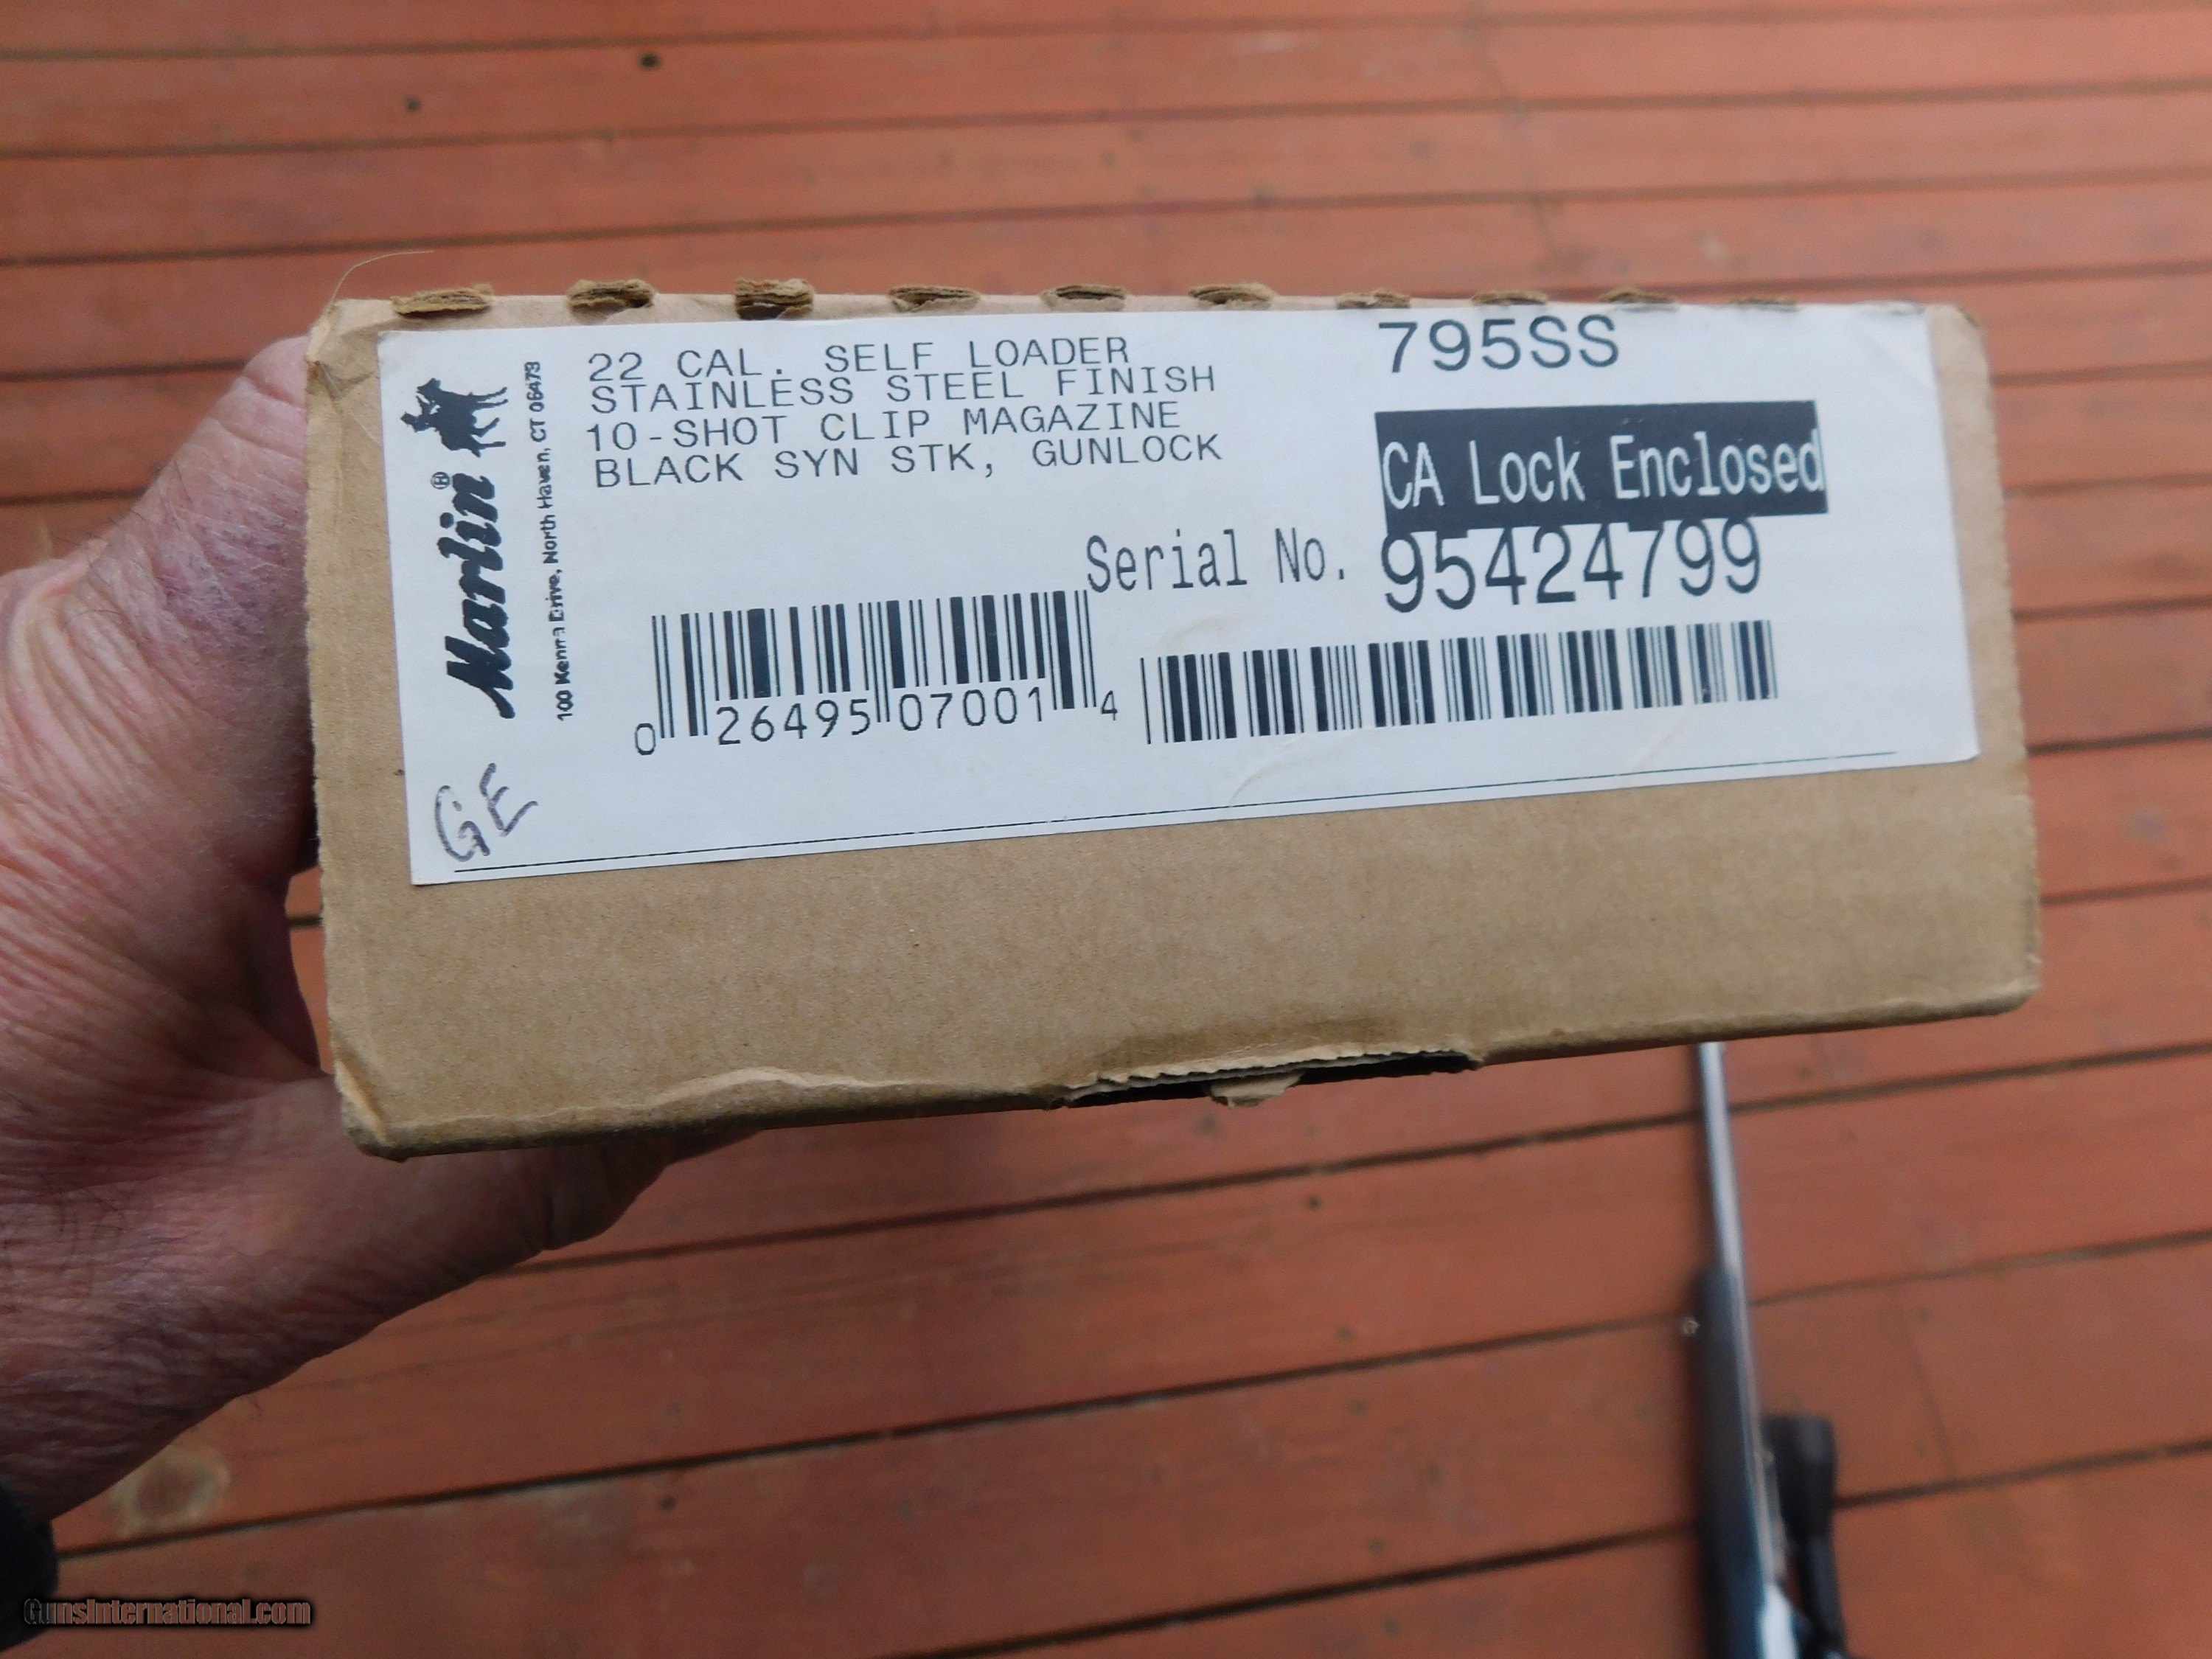 Marlin®
100 Kenna Drive, North Haven, CT 06473
22 CAL. SELF LOADER
STAINLESS STEEL FINISH
10-SHOT CLIP MAGAZINE
BLACK SYN STK, GUNLOCK
795SS
CA Lock Enclosed
Serial No. 95424799
0 26495 07001 4
GE
GunsInternational.com